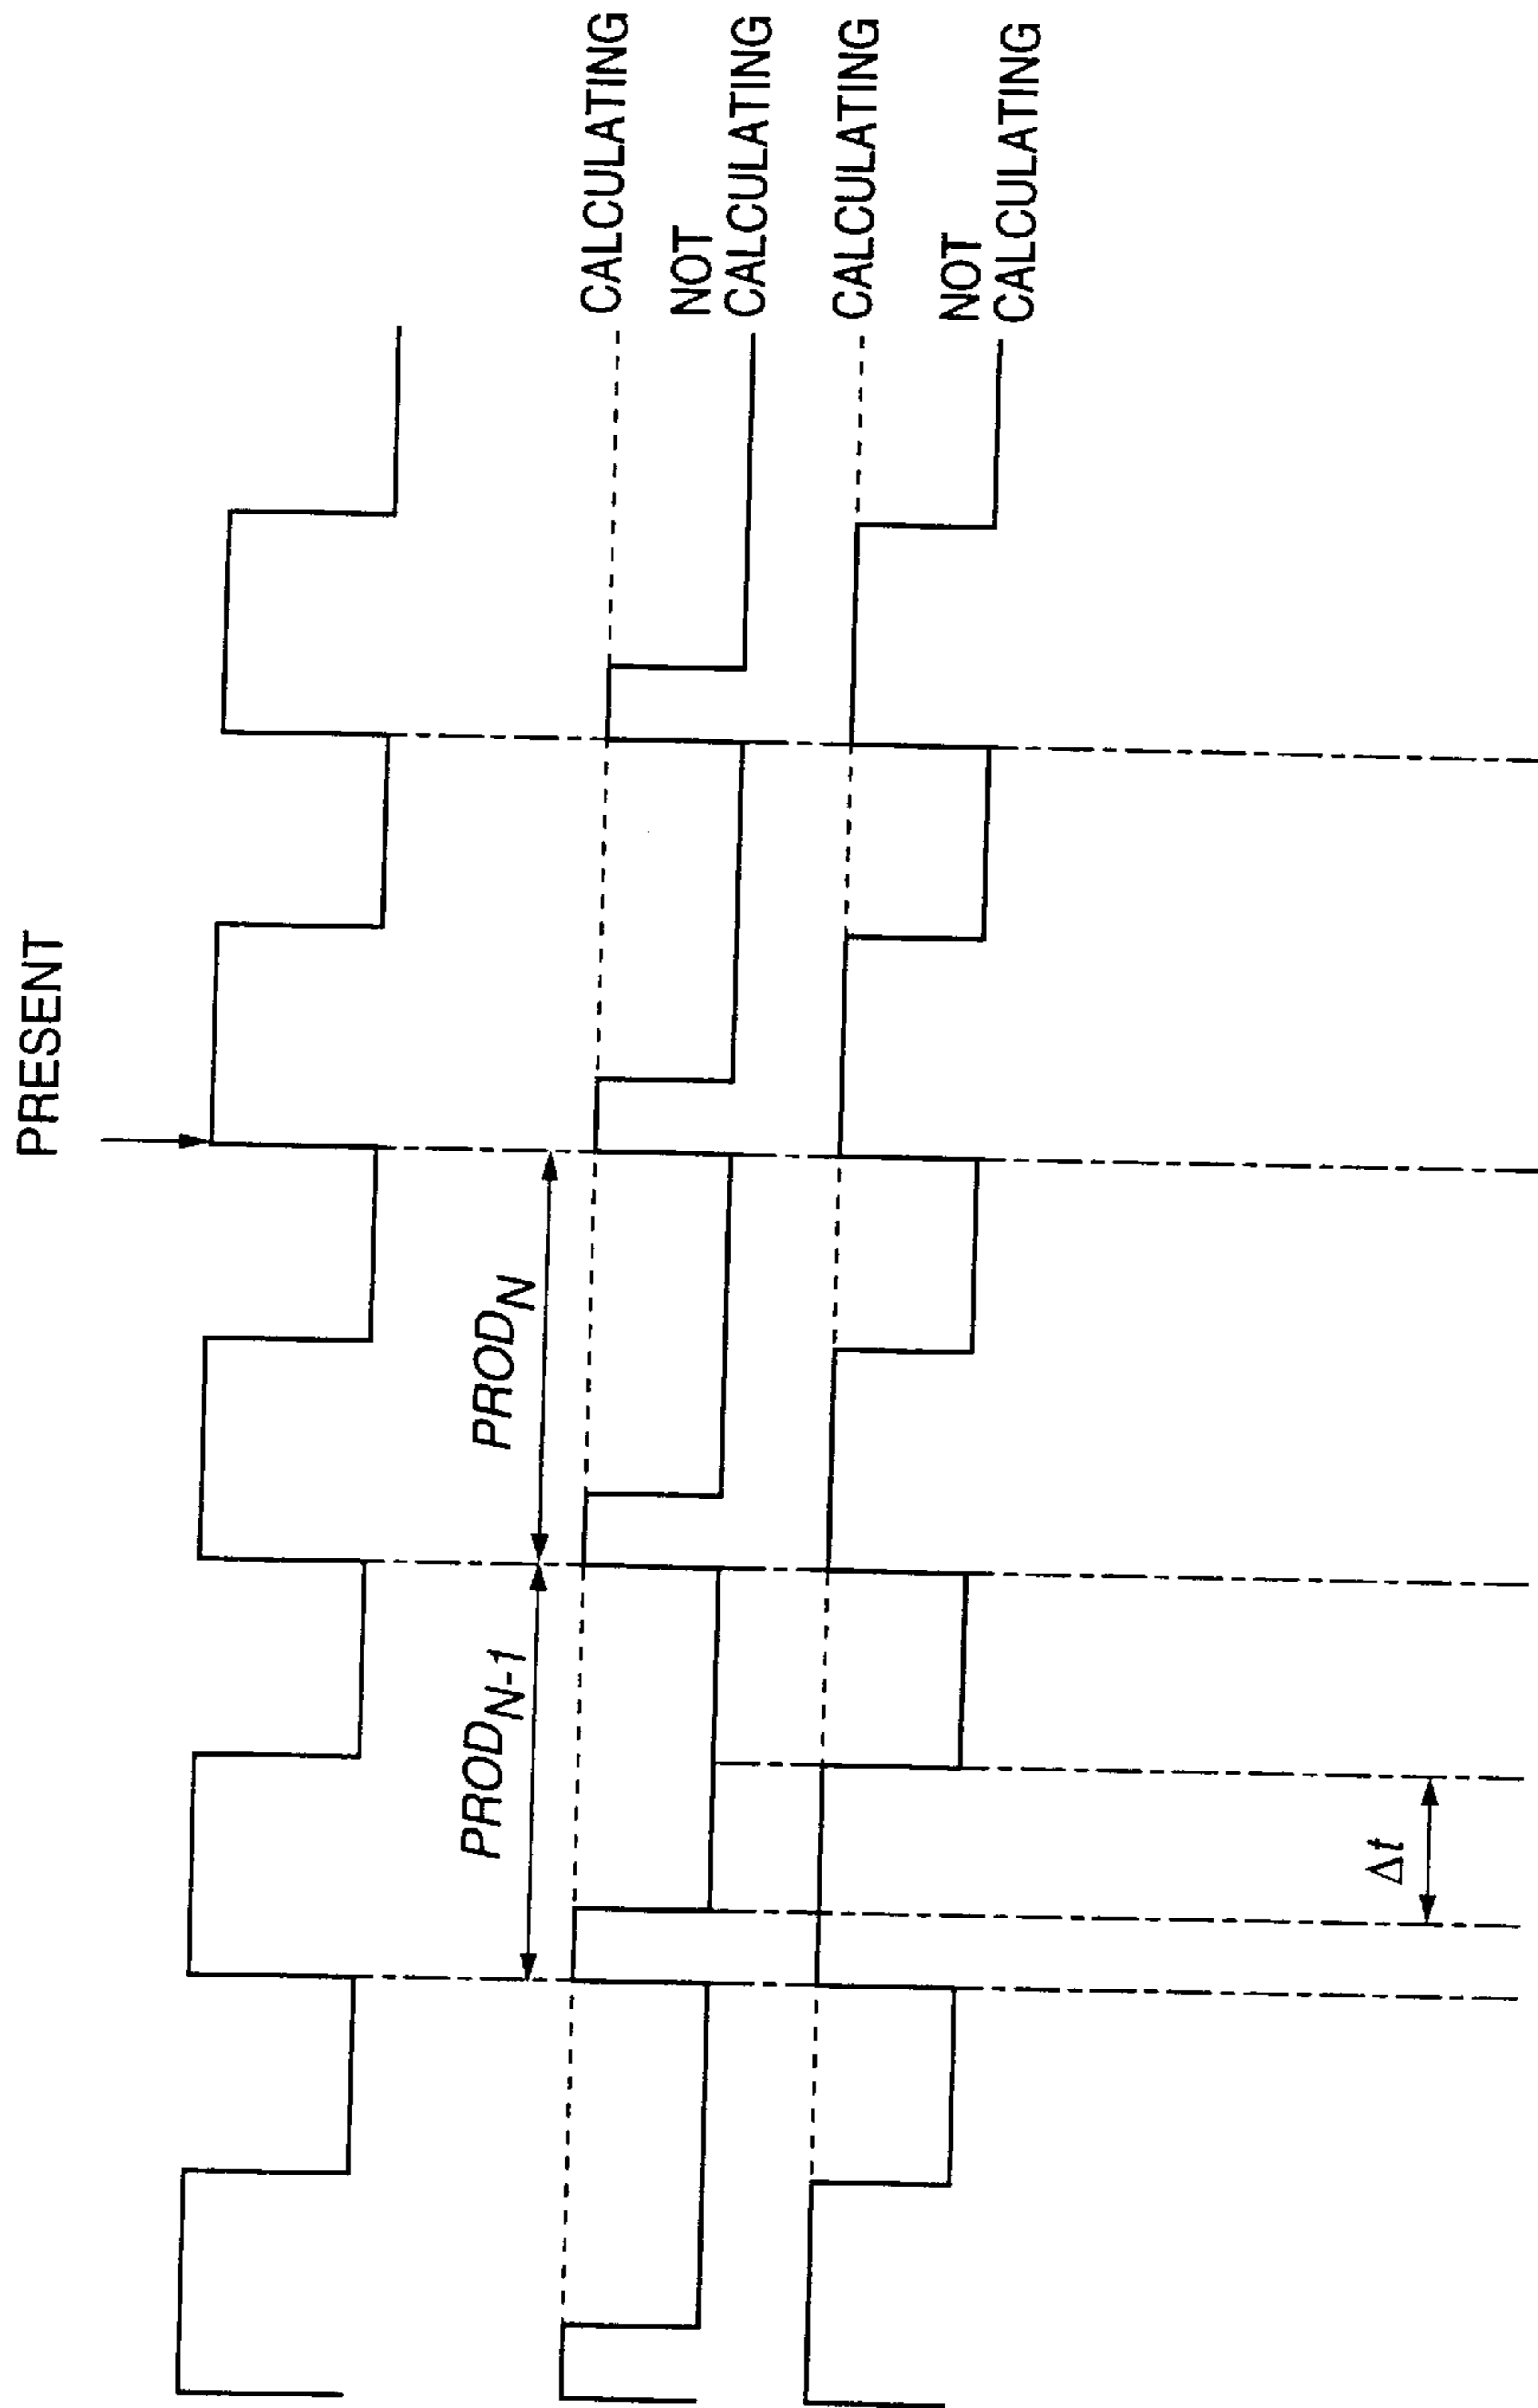 PRESENT
PROD_N-1
PROD_N
CALCULATING
NOT
CALCULATING
CALCULATING
NOT
CALCULATING
Δt